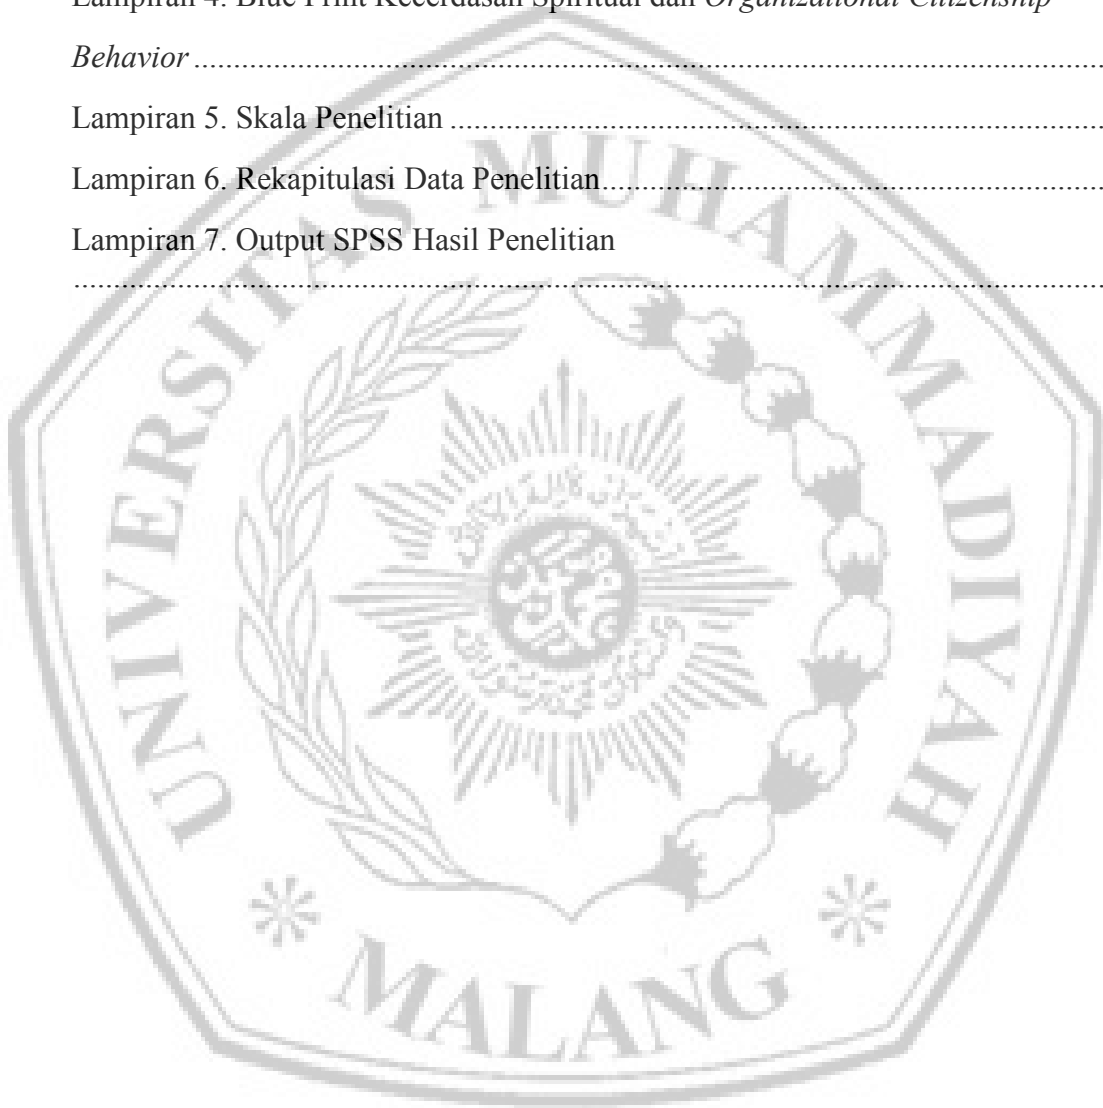 Lampiran 4. Blue Print Kecerdasan Spiritual dan Organizational Citizenship
Behavior ........................................................................
Lampiran 5. Skala Penelitian ........................................................................
Lampiran 6. Rekapitulasi Data Penelitian........................................................................
Lampiran 7. Output SPSS Hasil Penelitian
........................................................................
UNIVERSITAS MUHAMMADIYAH
MALANG